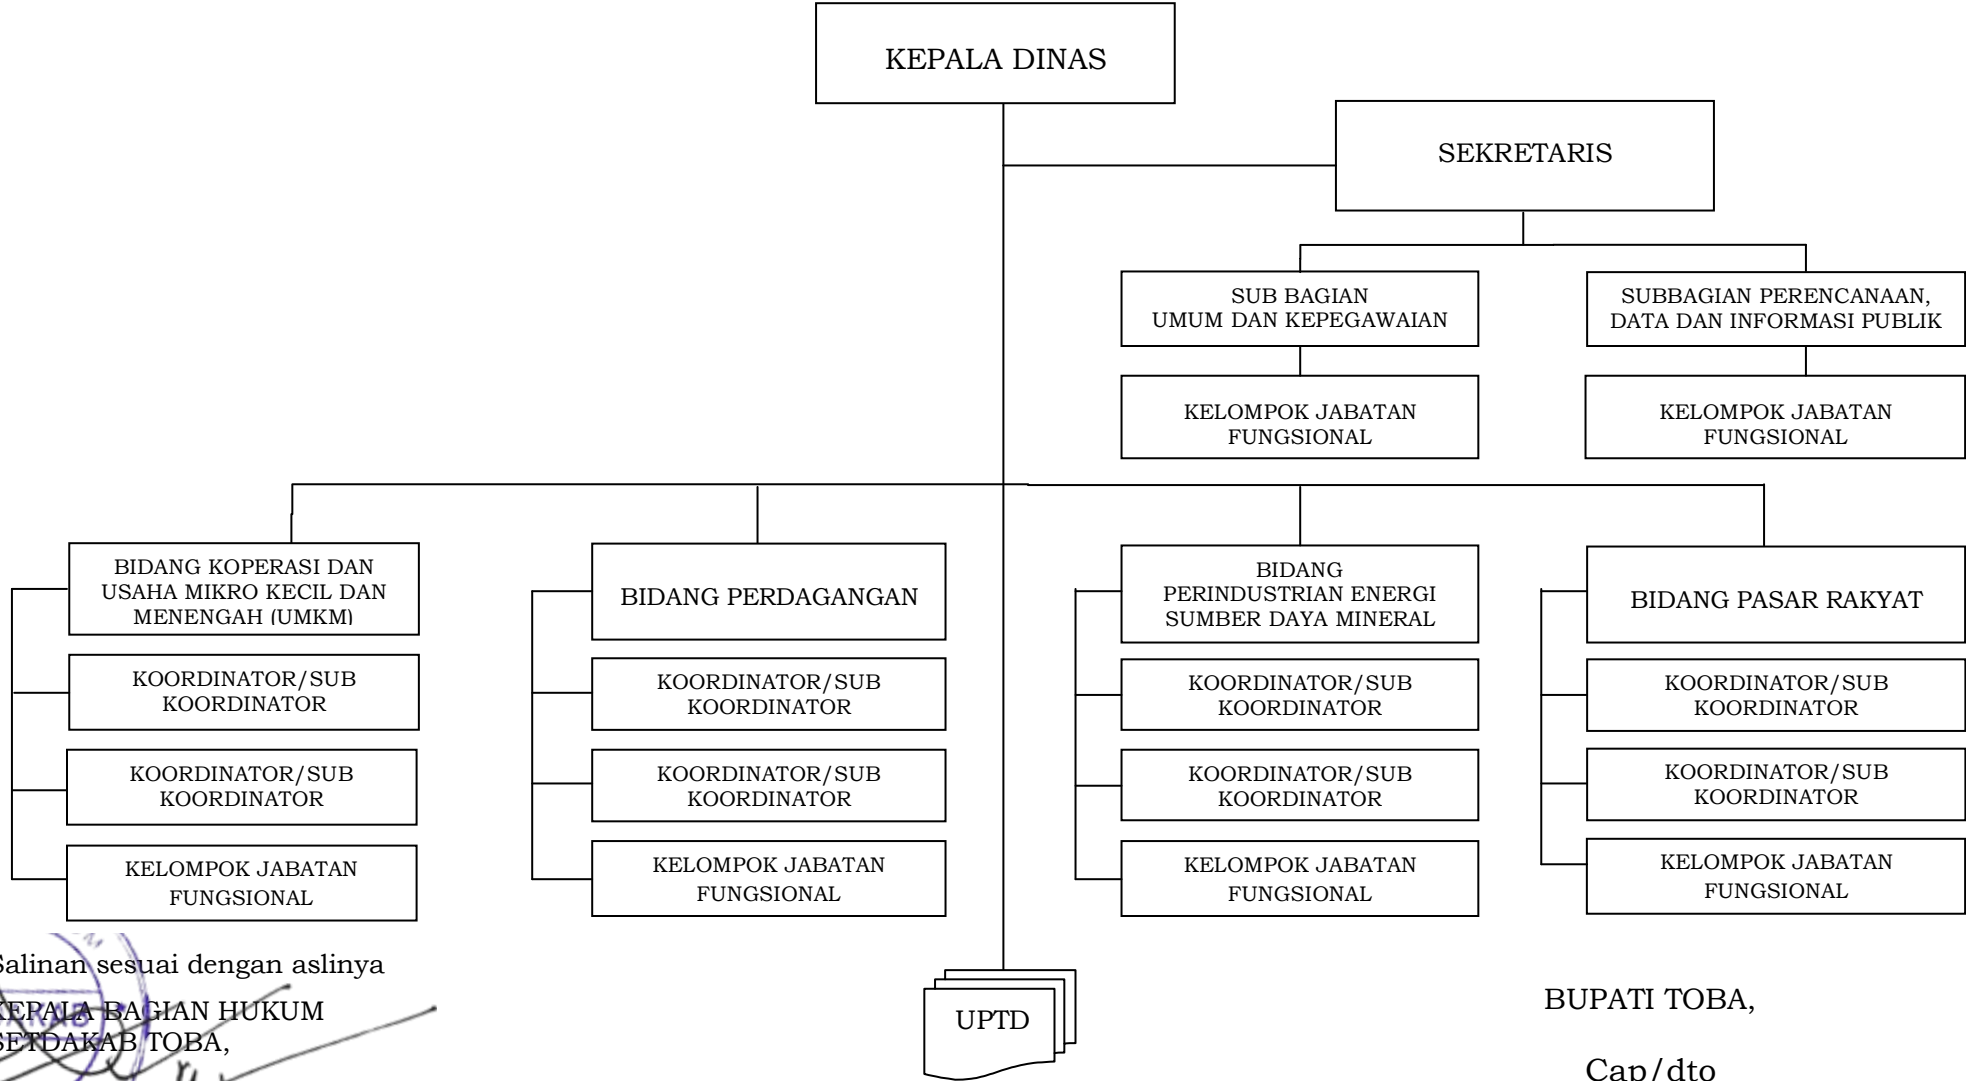 KEPALA DINAS
SEKRETARIS
SUB BAGIAN
UMUM DAN KEPEGAWAIAN
SUBBAGIAN PERENCANAAN,
DATA DAN INFORMASI PUBLIK
KELOMPOK JABATAN
FUNGSIONAL
KELOMPOK JABATAN
FUNGSIONAL
BIDANG KOPERASI DAN
USAHA MIKRO KECIL DAN
MENENGAH (UMKM)
KOORDINATOR/SUB
KOORDINATOR
KOORDINATOR/SUB
KOORDINATOR
KELOMPOK JABATAN
FUNGSIONAL
BIDANG PERDAGANGAN
KOORDINATOR/SUB
KOORDINATOR
KOORDINATOR/SUB
KOORDINATOR
KELOMPOK JABATAN
FUNGSIONAL
BIDANG
PERINDUSTRIAN ENERGI
SUMBER DAYA MINERAL
KOORDINATOR/SUB
KOORDINATOR
KOORDINATOR/SUB
KOORDINATOR
KELOMPOK JABATAN
FUNGSIONAL
BIDANG PASAR RAKYAT
KOORDINATOR/SUB
KOORDINATOR
KOORDINATOR/SUB
KOORDINATOR
KELOMPOK JABATAN
FUNGSIONAL
Salinan sesuai dengan aslinya
KEPALA BAGIAN HUKUM
SETDAKAB TOBA,
UPTD
BUPATI TOBA,
Cap/dto